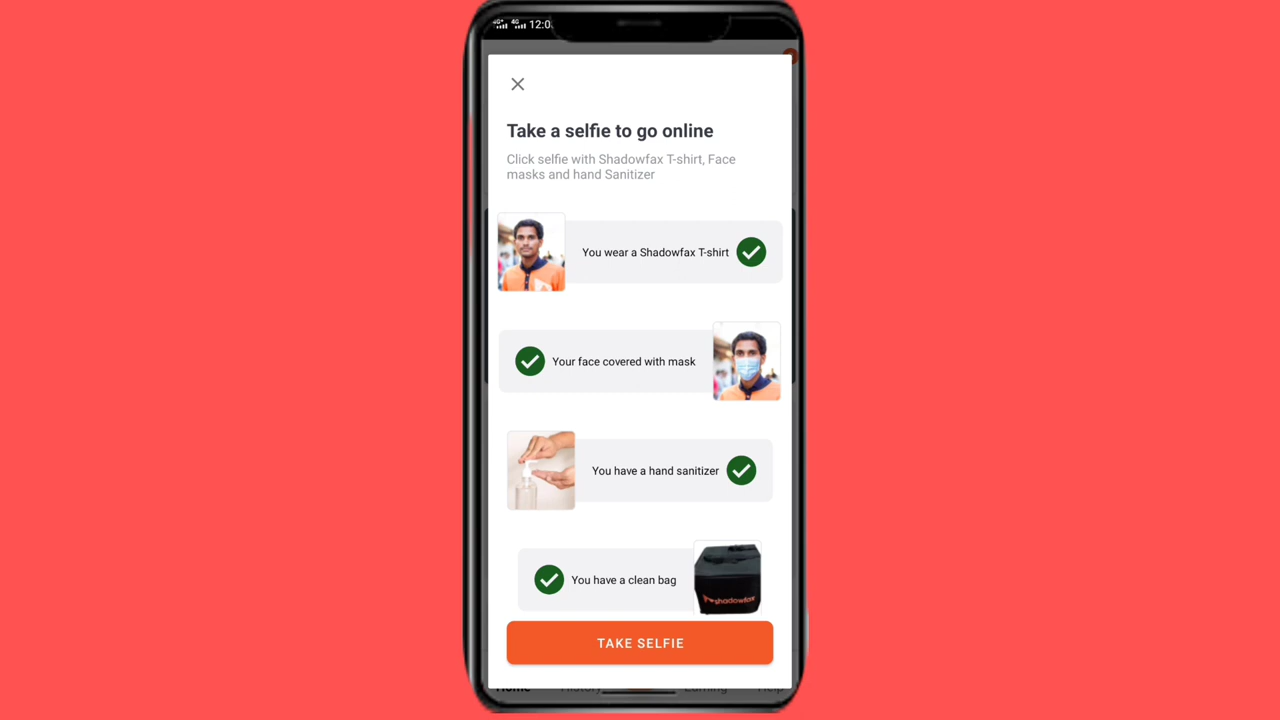 4G+ 4G 12:0
Take a selfie to go online
Click selfie with Shadowfax T-shirt, Face
masks and hand Sanitizer
You wear a Shadowfax T-shirt
Your face covered with mask
You have a hand sanitizer
You have a clean bag
shadowfax
TAKE SELFIE
Home History Earning Help